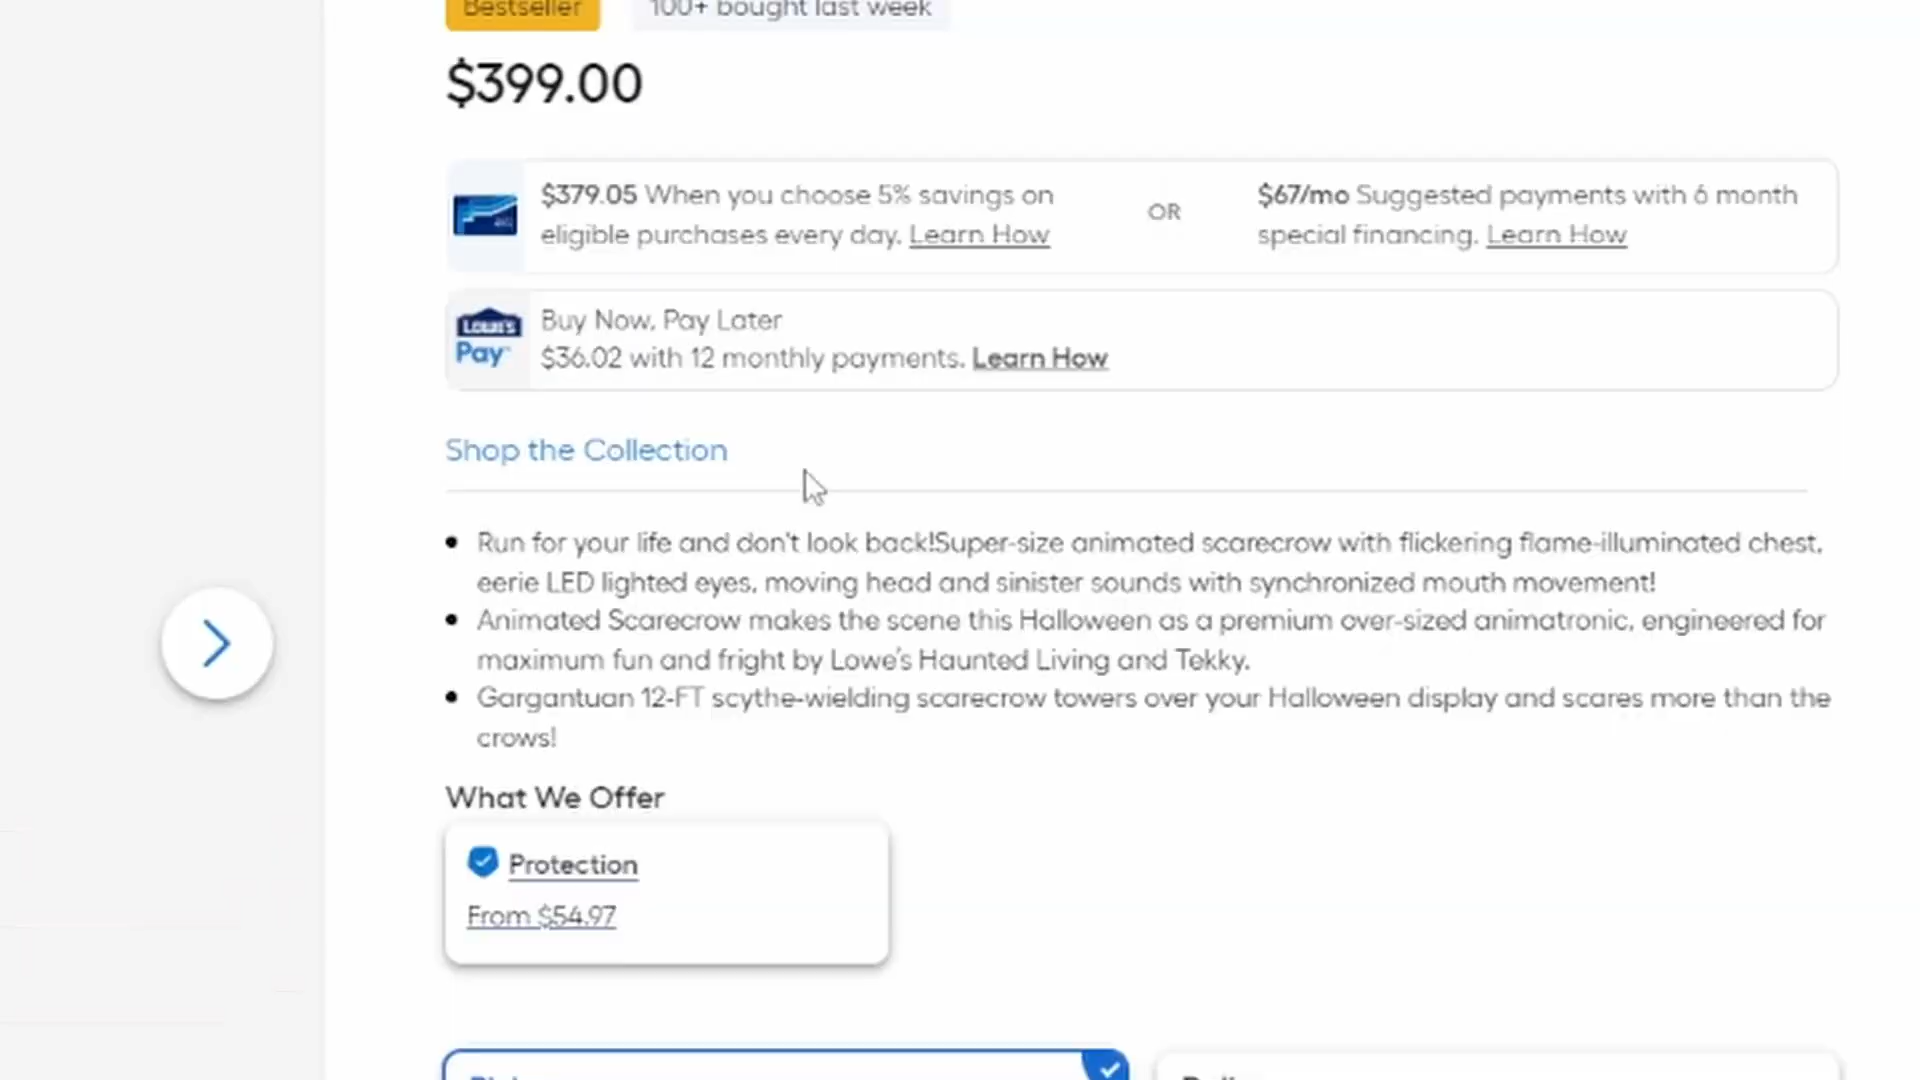 Bestseller 100+ bought last week
$399.00
$379.05 When you choose 5% savings on
eligible purchases every day. Learn How
OR
$67/mo Suggested payments with 6 month
special financing. Learn How
LOWE'S
Pay
Buy Now, Pay Later
$36.02 with 12 monthly payments. Learn How
Shop the Collection
Run for your life and don't look back!Super-size animated scarecrow with flickering flame-illuminated chest,
eerie LED lighted eyes, moving head and sinister sounds with synchronized mouth movement!
Animated Scarecrow makes the scene this Halloween as a premium over-sized animatronic, engineered for
maximum fun and fright by Lowe's Haunted Living and Tekky.
Gargantuan 12-FT scythe-wielding scarecrow towers over your Halloween display and scares more than the
crows!
What We Offer
Protection
From $54.97